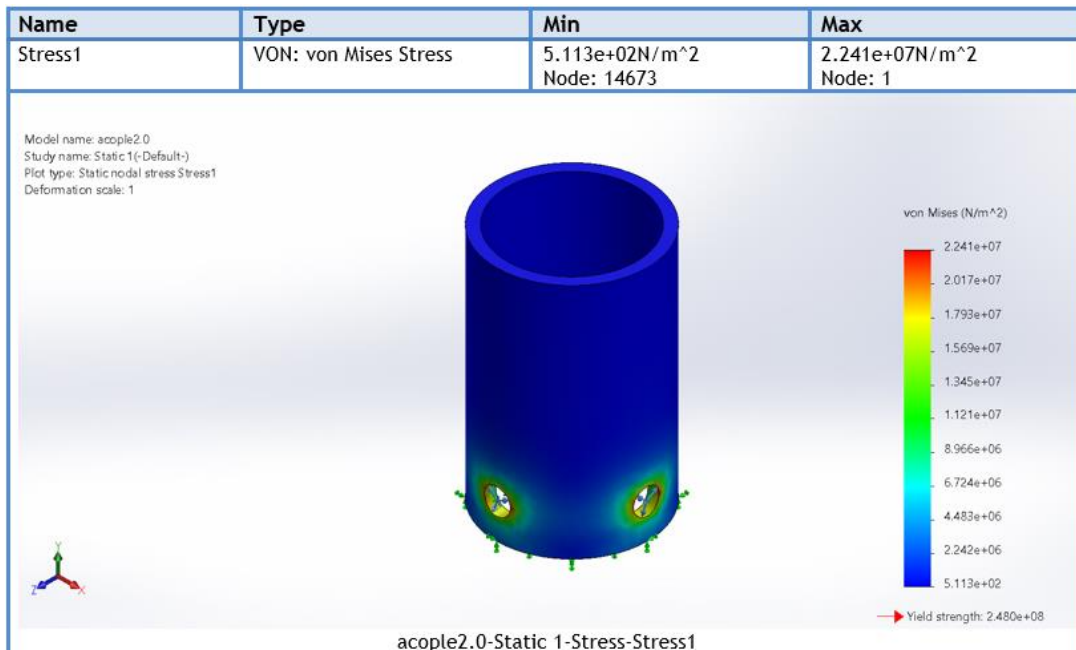 Name Type Min Max
Stress1 VON: von Mises Stress 5.113e+02N/m^2 2.241e+07N/m^2
Node: 14673 Node: 1
Model name: acople2.0
Study name: Static 1(-Default-)
Plot type: Static nodal stress Stress1
Deformation scale: 1
von Mises (N/m^2)
2.241e+07
2.017e+07
1.793e+07
1.569e+07
1.345e+07
1.121e+07
8.966e+06
6.724e+06
4.483e+06
2.242e+06
5.113e+02
Yield strength: 2.480e+08
Y
Z
X
acople2.0-Static 1-Stress-Stress1